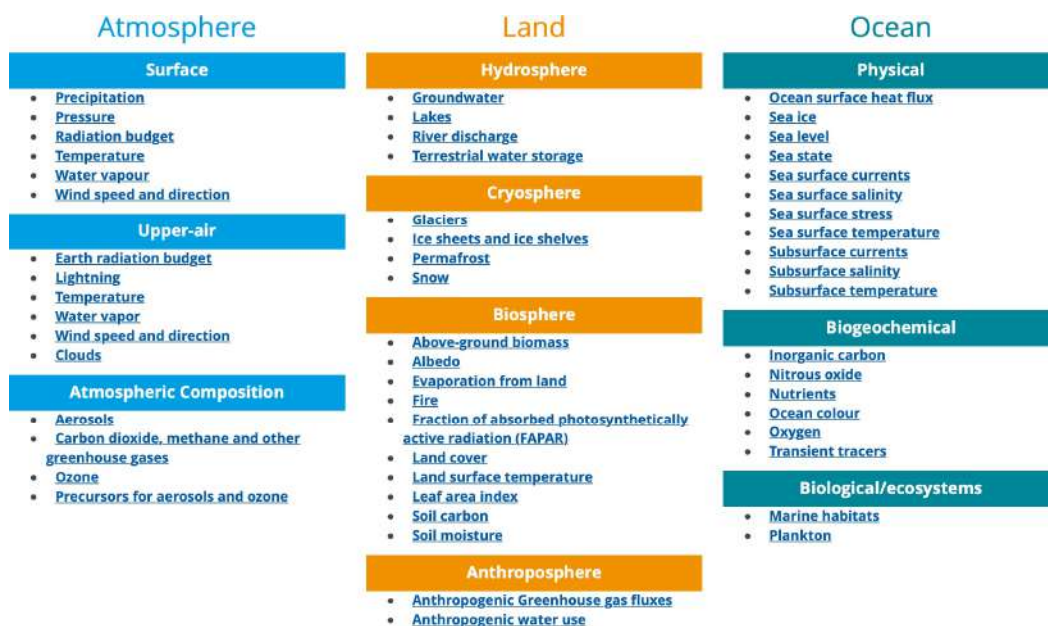 Atmosphere
Surface
Precipitation
Pressure
Radiation budget
Temperature
Water vapour
Wind speed and direction
Upper-air
Earth radiation budget
Lightning
Temperature
Water vapor
Wind speed and direction
Clouds
Atmospheric Composition
Aerosols
Carbon dioxide, methane and other
greenhouse gases
Ozone
Precursors for aerosols and ozone
Land
Hydrosphere
Groundwater
Lakes
River discharge
Terrestrial water storage
Cryosphere
Glaciers
Ice sheets and ice shelves
Permafrost
Snow
Biosphere
Above-ground biomass
Albedo
Evaporation from land
Fire
Fraction of absorbed photosynthetically
active radiation (FAPAR)
Land cover
Land surface temperature
Leaf area index
Soil carbon
Soil moisture
Anthroposphere
Anthropogenic Greenhouse gas fluxes
Anthropogenic water use
Ocean
Physical
Ocean surface heat flux
Sea ice
Sea level
Sea state
Sea surface currents
Sea surface salinity
Sea surface stress
Sea surface temperature
Subsurface currents
Subsurface salinity
Subsurface temperature
Biogeochemical
Inorganic carbon
Nitrous oxide
Nutrients
Ocean colour
Oxygen
Transient tracers
Biological/ecosystems
Marine habitats
Plankton